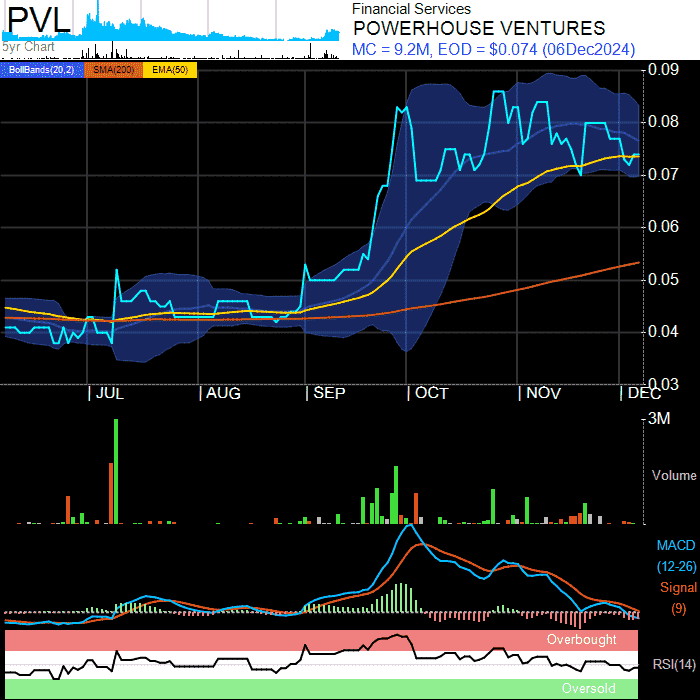 PVL
5yr Chart
Financial Services
POWERHOUSE VENTURES
MC = 9.2M, EOD = $0.074 (06Dec2024)
BollBands(20,2) SMA(200) EMA(50)
0.09
0.08
0.07
0.06
0.05
0.04
0.03
JUL AUG SEP OCT NOV DEC
3M
Volume
MACD
(12-26)
Signal
(9)
Overbought
RSI(14)
Oversold